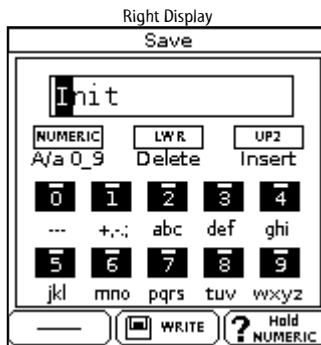 Right Display
Save
Init
NUMERIC LWR UP2
A/a 0_9 Delete Insert
0 1 2 3 4
--- +,-.; abc def ghi
5 6 7 8 9
jkl mno pqrs tuv wxyz
WRITE ? Hold NUMERIC